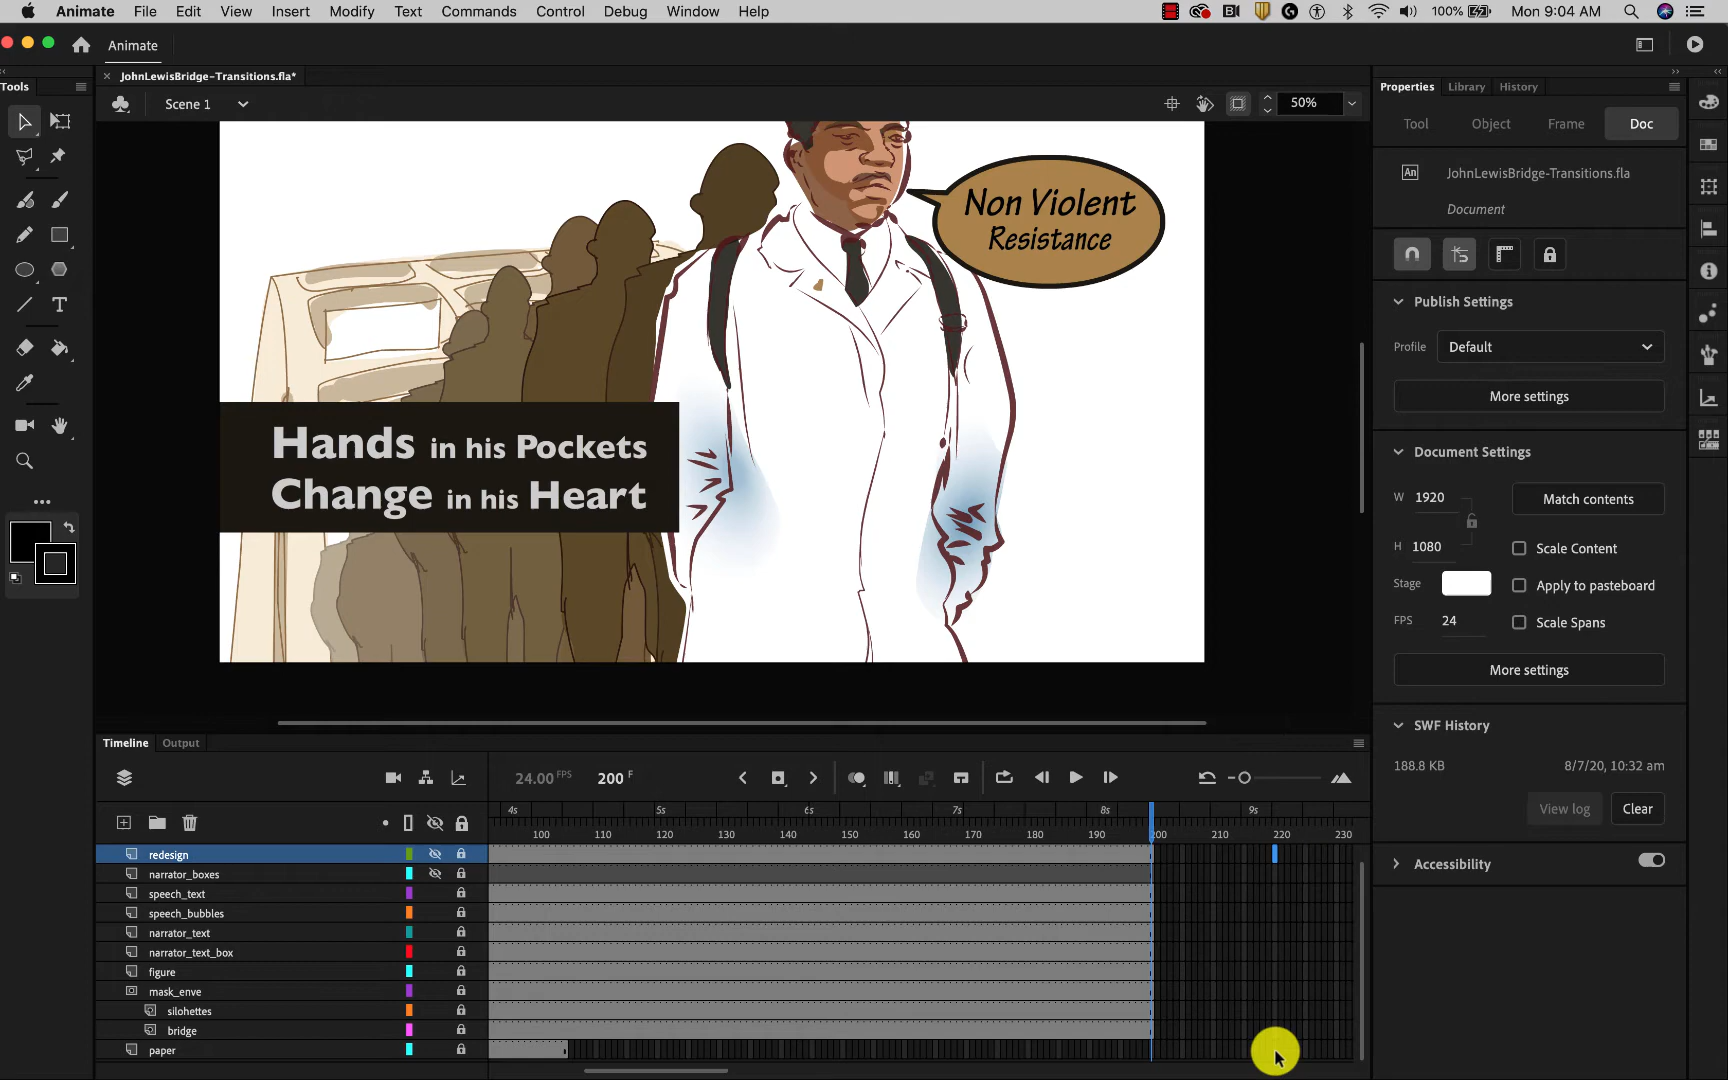 Animate File Edit View Insert Modify Text Commands Control Debug Window Help 100% Mon 9:04 AM
Animate
Tools
JohnLewisBridge-Transitions.fla*
Properties Library History
Scene 1 50%
Tool Object Frame Doc
An JohnLewisBridge-Transitions.fla
Document
Non Violent
Resistance
Publish Settings
Profile Default
More settings
Hands in his Pockets
Change in his Heart
Document Settings
W 1920 Match contents
H 1080 Scale Content
Stage Apply to pasteboard
FPS 24 Scale Spans
More settings
SWF History
188.8 KB 8/7/20, 10:32 am
View log Clear
Accessibility
Timeline Output
24.00 FPS 200 F
4s 5s 6s 7s 8s 9s
100 110 120 130 140 150 160 170 180 190 200 210 220 230
redesign
narrator_boxes
speech_text
speech_bubbles
narrator_text
narrator_text_box
figure
mask_enve
silohettes
bridge
paper